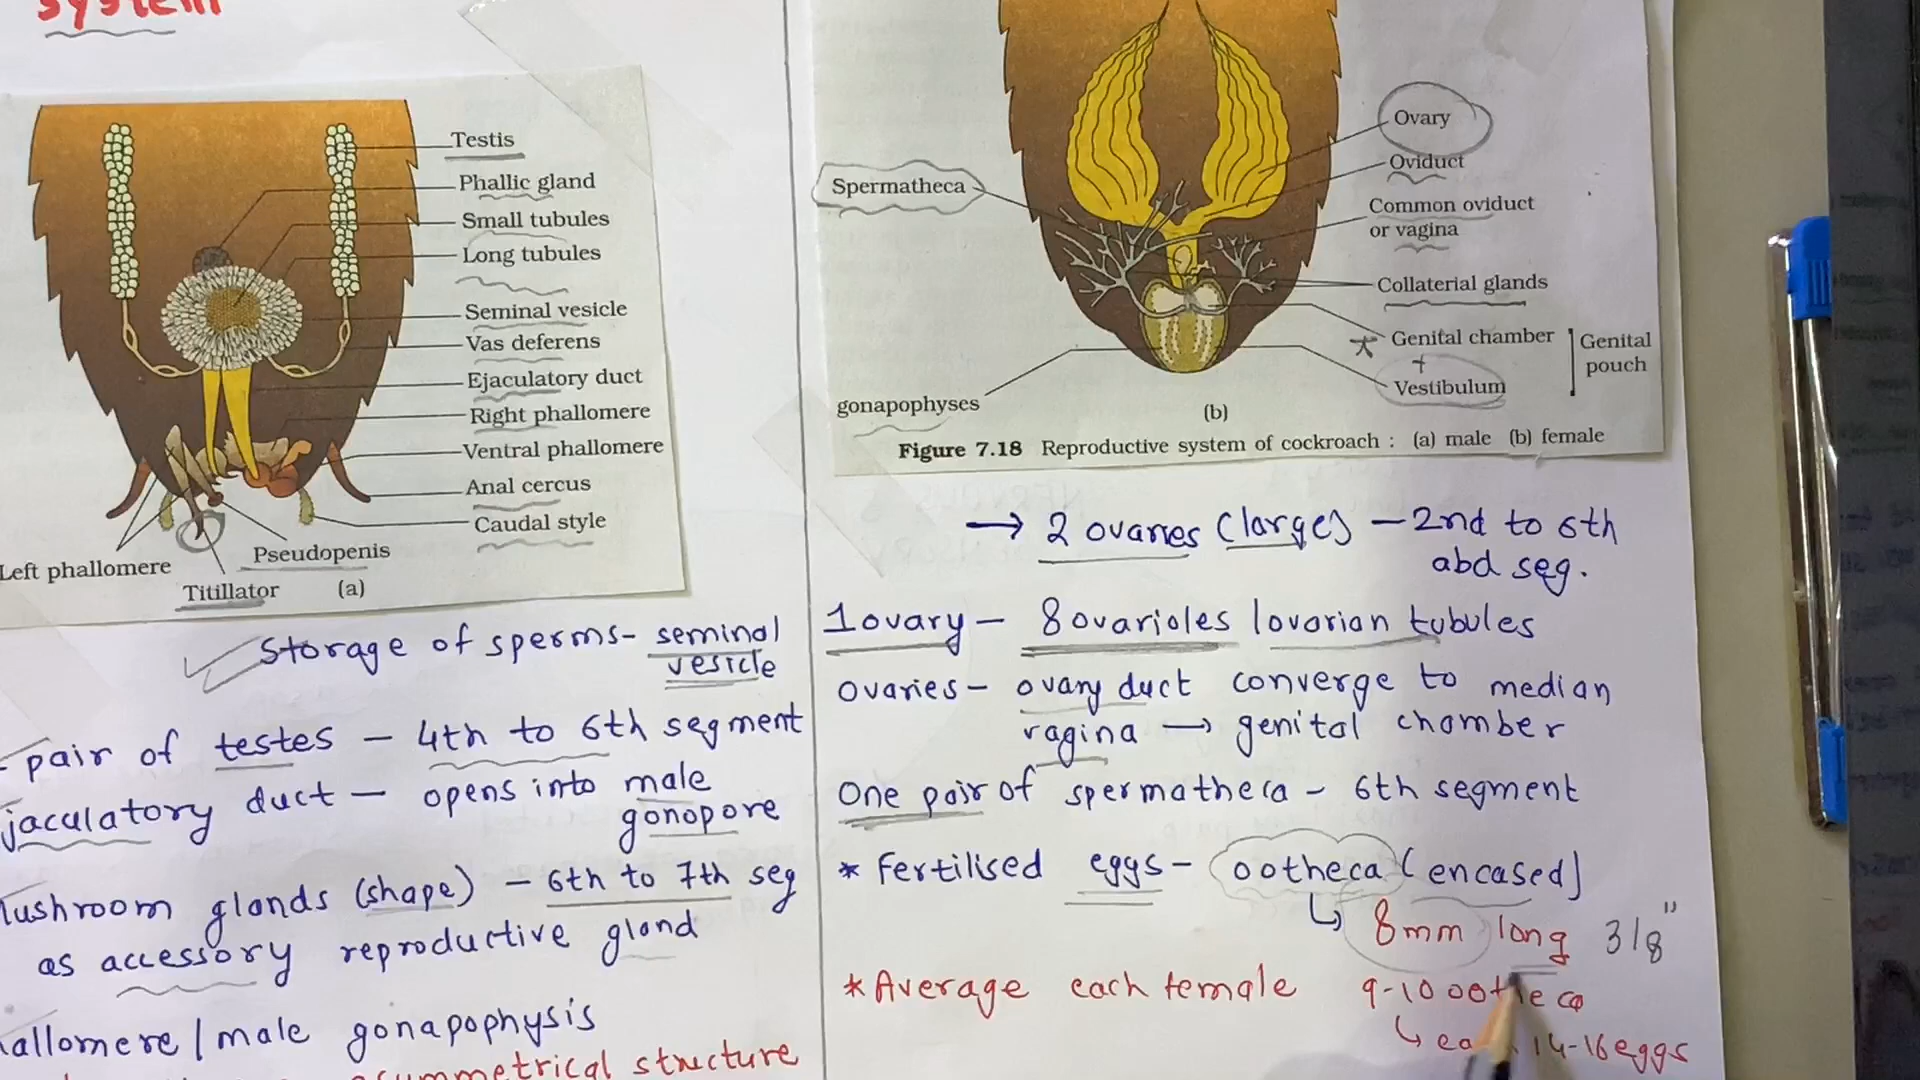 system
Testis
Phallic gland
Small tubules
Long tubules
Seminal vesicle
Vas deferens
Ejaculatory duct
Right phallomere
Ventral phallomere
Anal cercus
Caudal style
Left phallomere
Pseudopenis
Titillator
(a)
Storage of sperms- seminal
vesicle
pair of testes - 4th to 6th segment
jaculatory duct - opens into male
gonopore
ushroom glands (shape) - 6th to 7th seg
as accessory reproductive gland
allomere / male gonapophysis
asymmetrical structure
Spermatheca
Ovary
Oviduct
Common oviduct
or vagina
Collaterial glands
Genital chamber
+
Vestibulum
Genital
pouch
gonapophyses
(b)
Figure 7.18 Reproductive system of cockroach : (a) male (b) female
→ 2 ovaries (large) - 2nd to 6th
abd seg.
1 ovary - 8 ovarioles / ovarian tubules
ovaries - ovary duct converge to median
vagina → genital chamber
One pair of spermatheca - 6th segment
* Fertilised eggs - ootheca (encased)
↳ 8mm long 3/8"
* Average each female 9-10
↳ 14-16 eggs